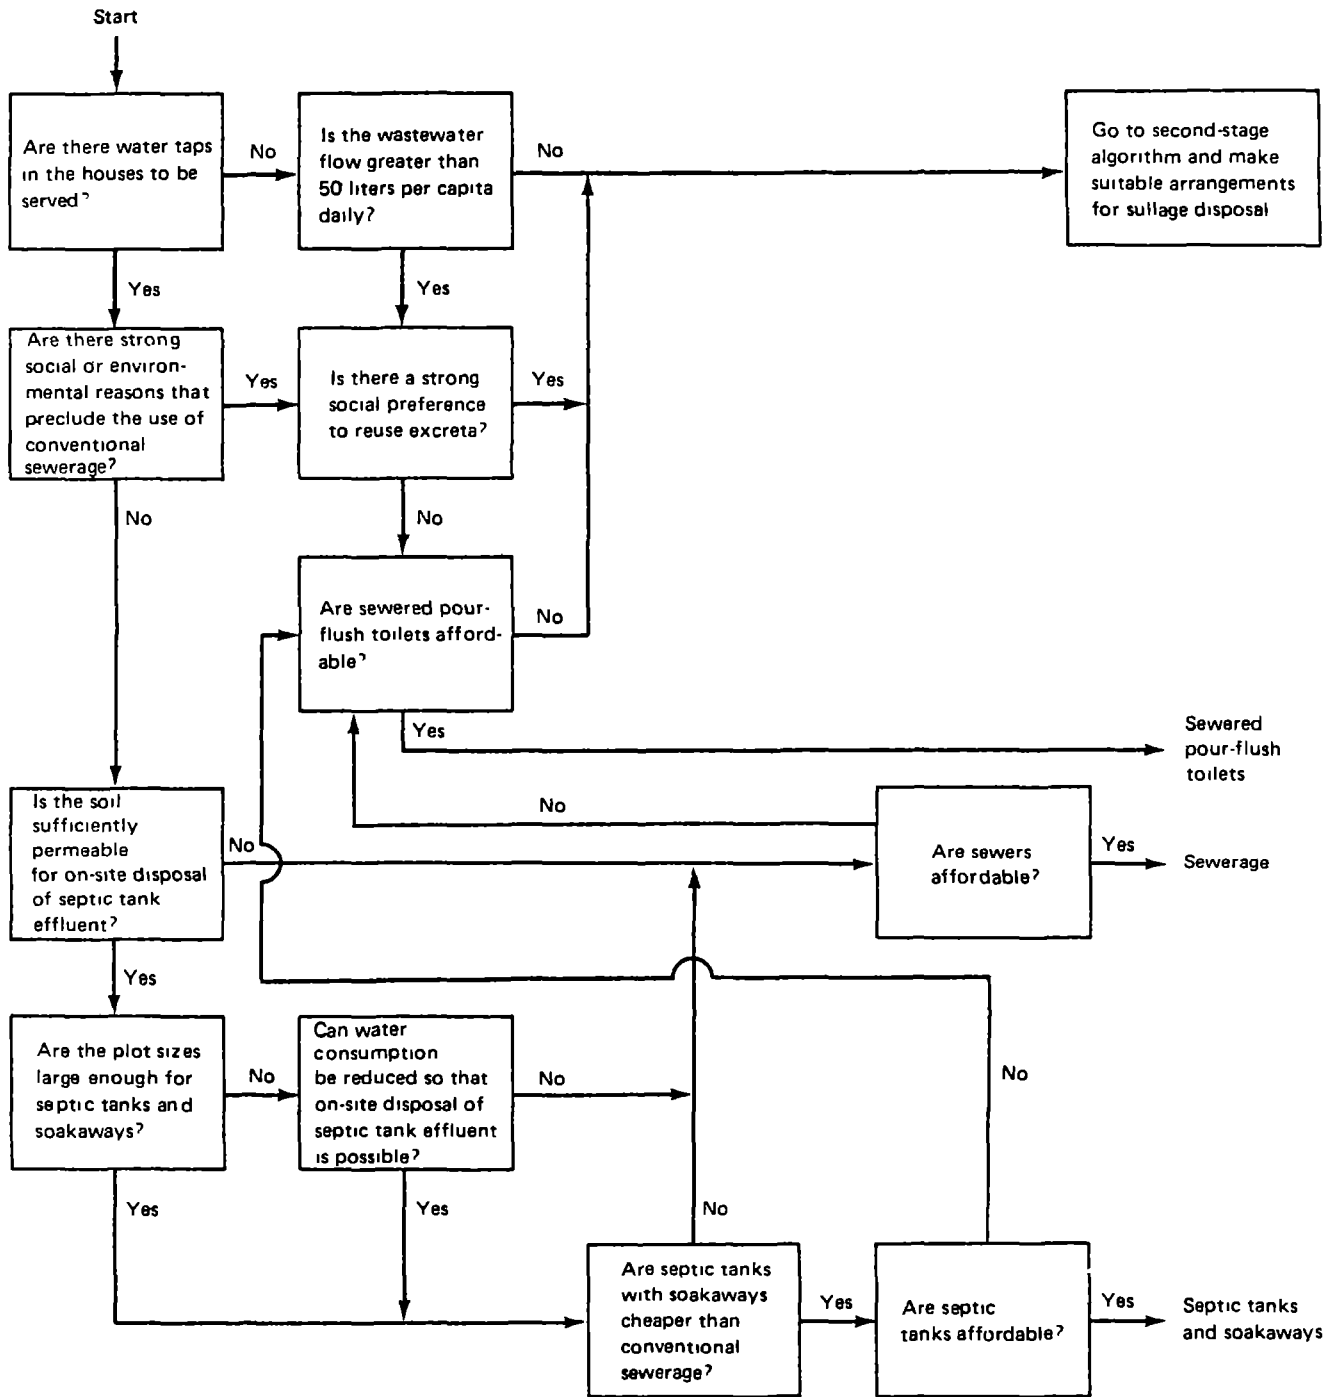 Start
Are there water taps
in the houses to be
served?
No
Is the wastewater
flow greater than
50 liters per capita
daily?
No
Go to second-stage
algorithm and make
suitable arrangements
for sullage disposal
Yes
Yes
Are there strong
social or environ-
mental reasons that
preclude the use of
conventional
sewerage?
Yes
Is there a strong
social preference
to reuse excreta?
Yes
No
No
Are sewered pour-
flush toilets afford-
able?
No
Yes
Sewered
pour-flush
toilets
Is the soil
sufficiently
permeable
for on-site disposal
of septic tank
effluent?
No
No
Are sewers
affordable?
Yes
Sewerage
Yes
Are the plot sizes
large enough for
septic tanks and
soakaways?
No
Can water
consumption
be reduced so that
on-site disposal of
septic tank effluent
is possible?
No
No
Yes
Yes
No
Are septic tanks
with soakaways
cheaper than
conventional
sewerage?
Yes
Are septic
tanks affordable?
Yes
Septic tanks
and soakaways